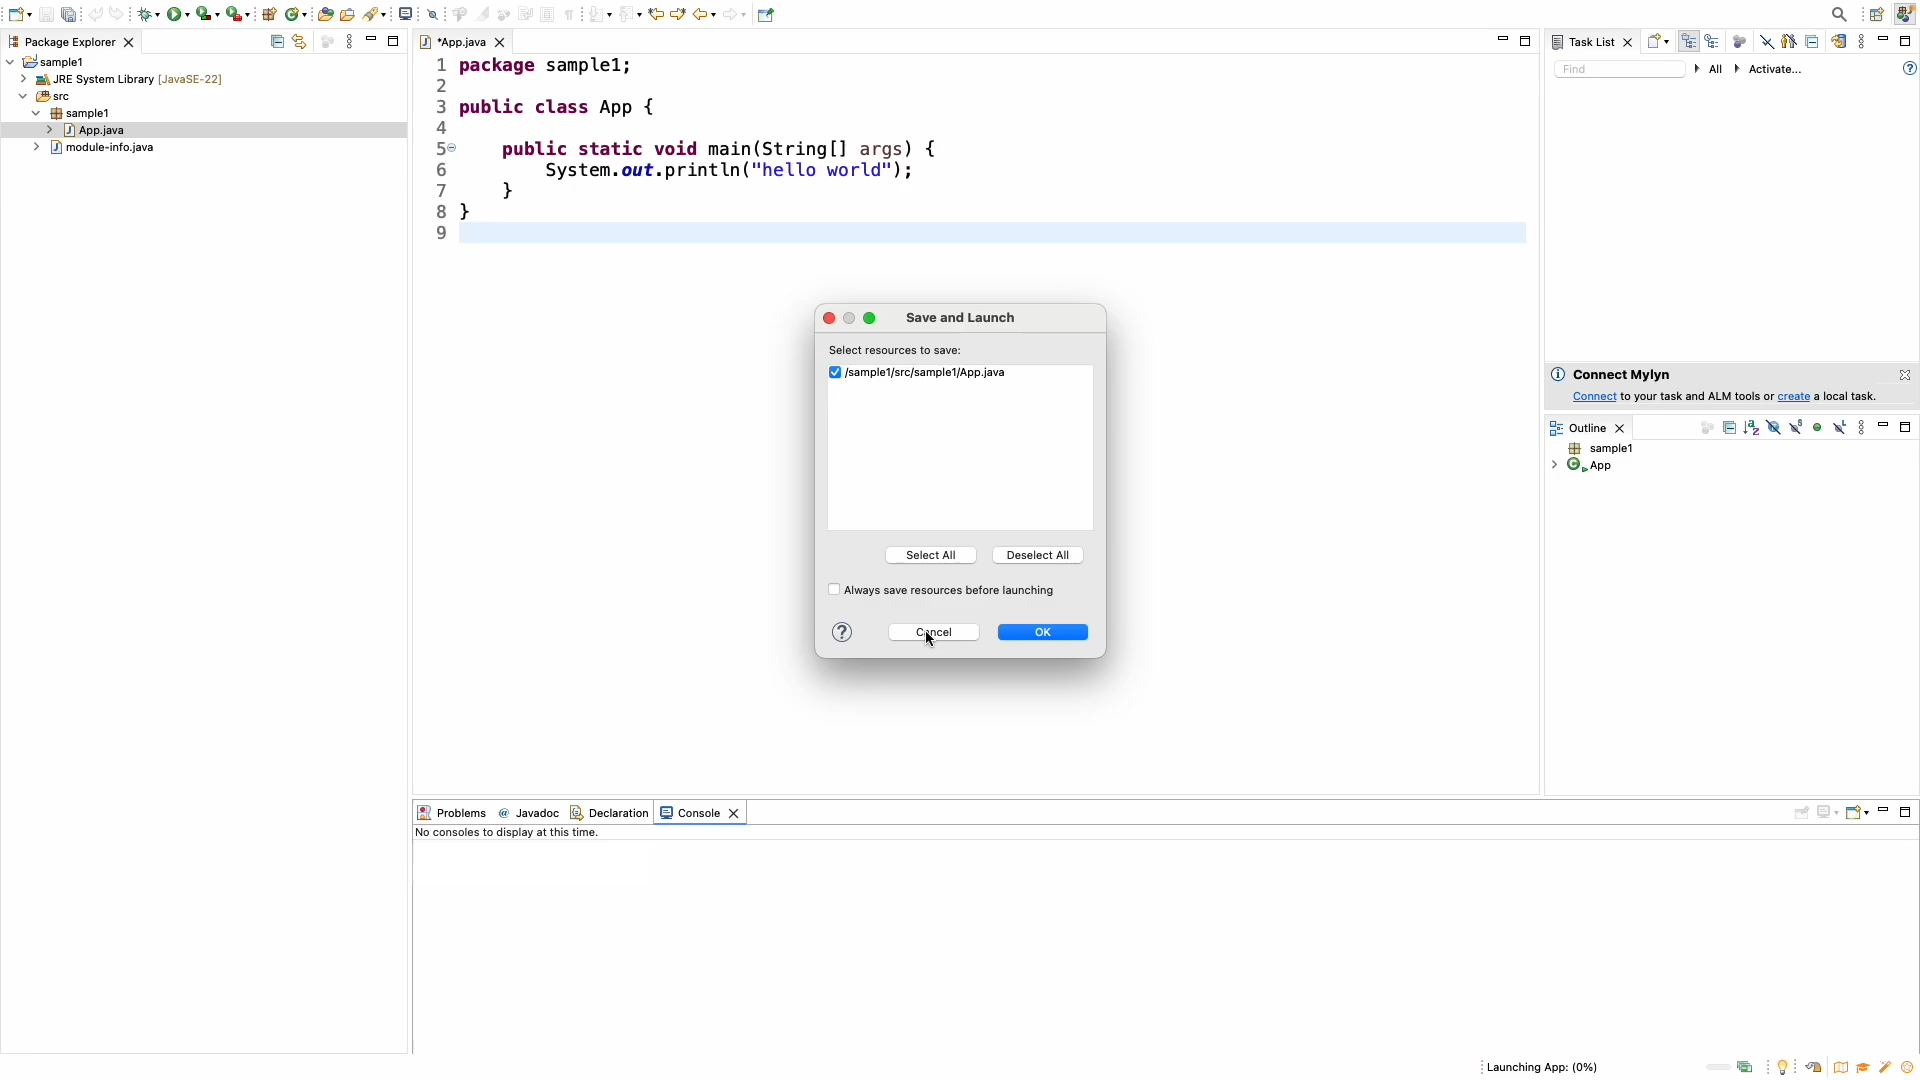 Package Explorer
sample1
JRE System Library [JavaSE-22]
src
sample1
App.java
module-info.java
*App.java
1 package sample1;
2
3 public class App {
4
5 public static void main(String[] args) {
6 System.out.println("hello world");
7 }
8 }
9
Save and Launch
Select resources to save:
/sample1/src/sample1/App.java
Select All Deselect All
Always save resources before launching
? Cancel OK
Task List
Find All Activate...
Connect Mylyn
Connect to your task and ALM tools or create a local task.
Outline
sample1
App
Problems Javadoc Declaration Console
No consoles to display at this time.
Launching App: (0%)